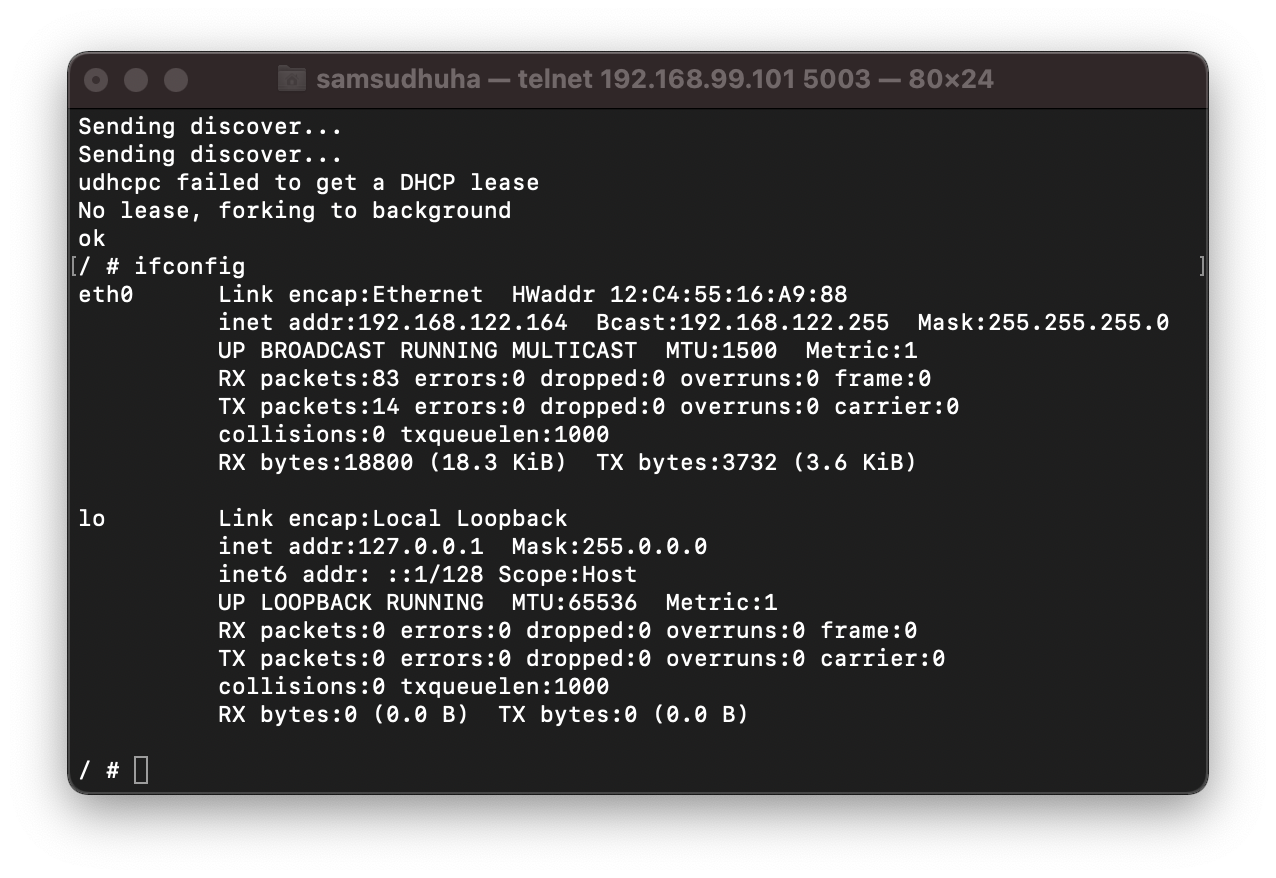 samsudhuha — telnet 192.168.99.101 5003 — 80×24
Sending discover...
Sending discover...
udhcpc failed to get a DHCP lease
No lease, forking to background
ok
[/ # ifconfig ]
eth0      Link encap:Ethernet  HWaddr 12:C4:55:16:A9:88
          inet addr:192.168.122.164  Bcast:192.168.122.255  Mask:255.255.255.0
          UP BROADCAST RUNNING MULTICAST  MTU:1500  Metric:1
          RX packets:83 errors:0 dropped:0 overruns:0 frame:0
          TX packets:14 errors:0 dropped:0 overruns:0 carrier:0
          collisions:0 txqueuelen:1000
          RX bytes:18800 (18.3 KiB)  TX bytes:3732 (3.6 KiB)
lo        Link encap:Local Loopback
          inet addr:127.0.0.1  Mask:255.0.0.0
          inet6 addr: ::1/128 Scope:Host
          UP LOOPBACK RUNNING  MTU:65536  Metric:1
          RX packets:0 errors:0 dropped:0 overruns:0 frame:0
          TX packets:0 errors:0 dropped:0 overruns:0 carrier:0
          collisions:0 txqueuelen:1000
          RX bytes:0 (0.0 B)  TX bytes:0 (0.0 B)
/ #